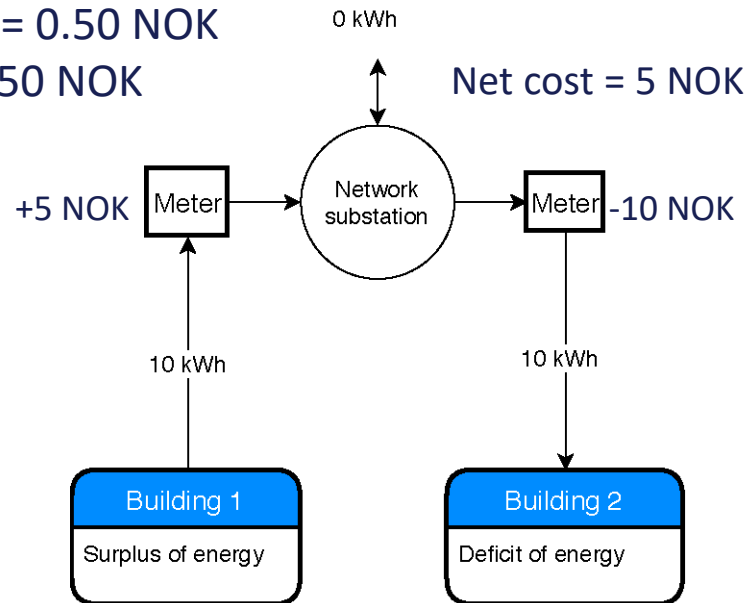 = 0.50 NOK
50 NOK
0 kWh
Net cost = 5 NOK
+5 NOK
Meter
Network
substation
Meter
-10 NOK
10 kWh
10 kWh
Building 1
Surplus of energy
Building 2
Deficit of energy